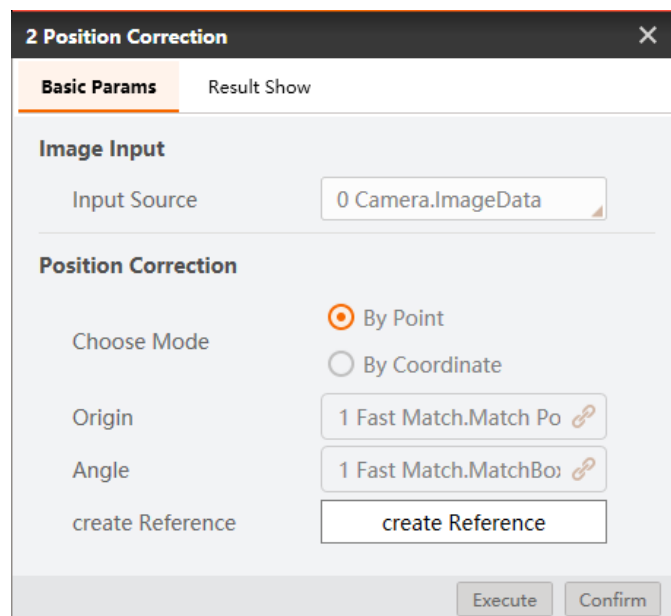 2 Position Correction
Basic Params Result Show
Image Input
Input Source 0 Camera.ImageData
Position Correction
Choose Mode
By Point
By Coordinate
Origin 1 Fast Match.Match Po
Angle 1 Fast Match.MatchBox
create Reference create Reference
Execute Confirm